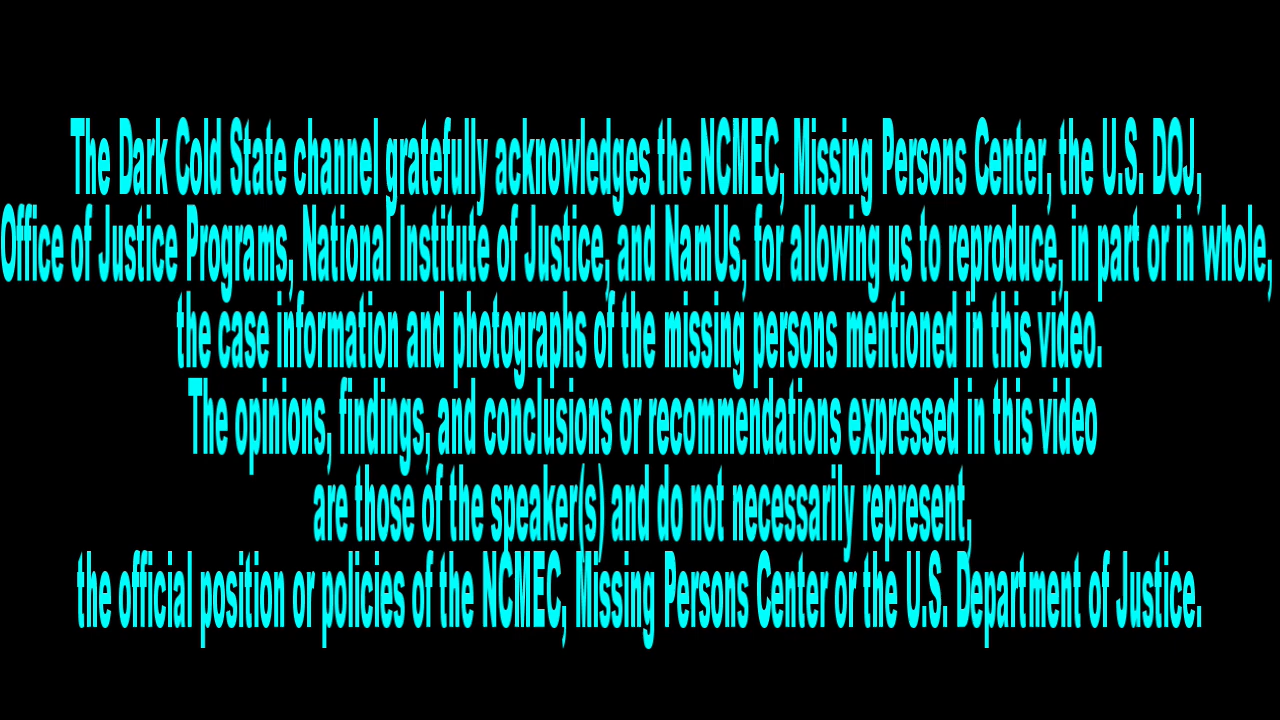 The Dark Cold State channel gratefully acknowledges the NCMEC, Missing Persons Center, the U.S. DOJ,
Office of Justice Programs, National Institute of Justice, and NamUs, for allowing us to reproduce, in part or in whole,
the case information and photographs of the missing persons mentioned in this video.
The opinions, findings, and conclusions or recommendations expressed in this video
are those of the speaker(s) and do not necessarily represent,
the official position or policies of the NCMEC, Missing Persons Center or the U.S. Department of Justice.